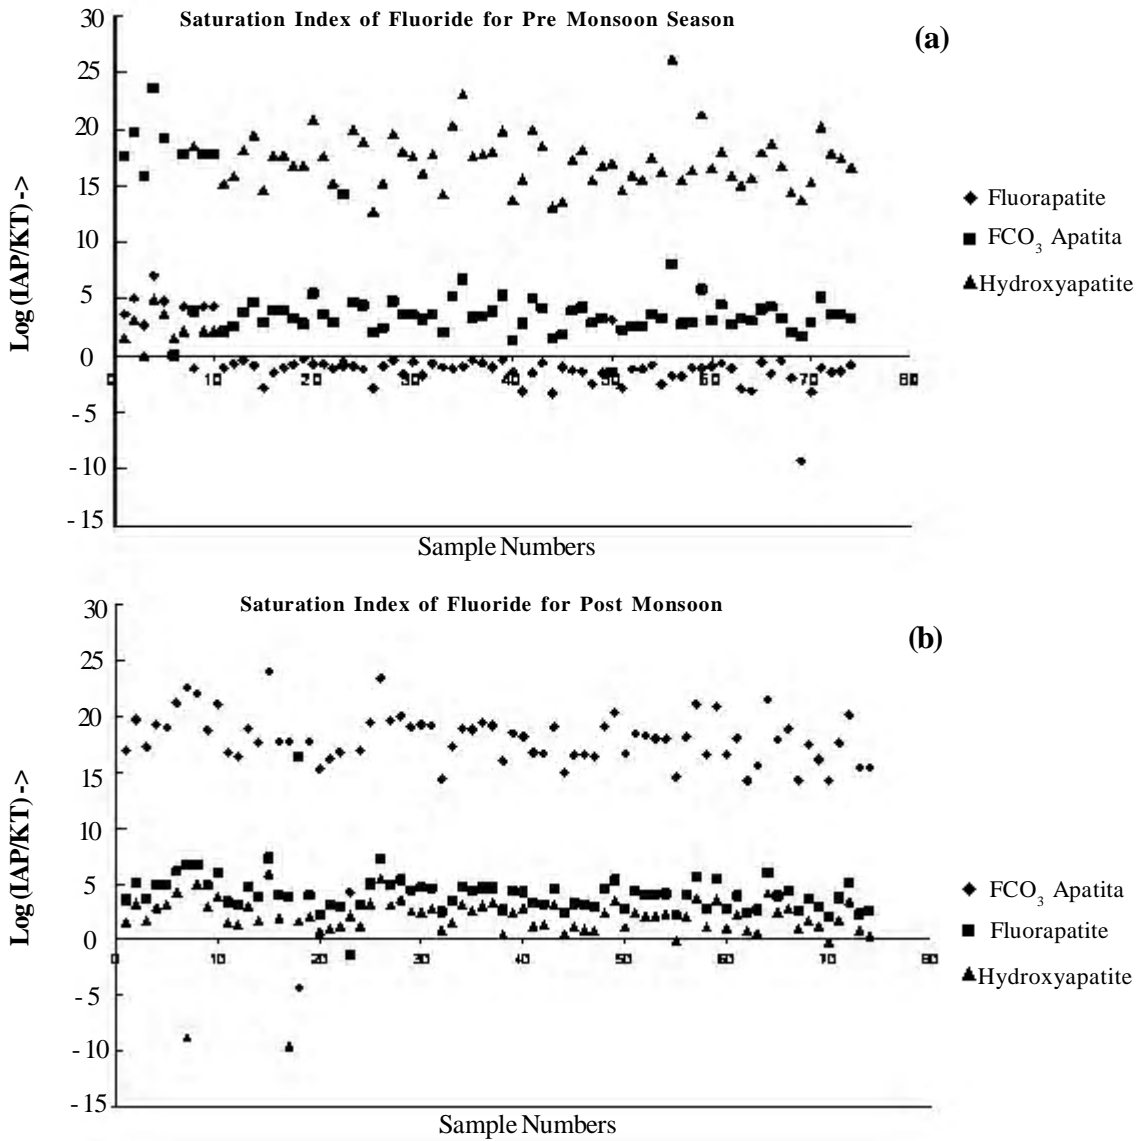 Saturation Index of Fluoride for Pre Monsoon Season
(a)
30
25
20
15
10
5
0
-5
-10
-15
0 10 20 30 40 50 60 70 80
Log (IAP/KT) ->
Sample Numbers
Fluorapatite
FCO3 Apatita
Hydroxyapatite
Saturation Index of Fluoride for Post Monsoon
(b)
30
25
20
15
10
5
0
-5
-10
-15
0 10 20 30 40 50 60 70 80
Log (IAP/KT) ->
Sample Numbers
FCO3 Apatita
Fluorapatite
Hydroxyapatite